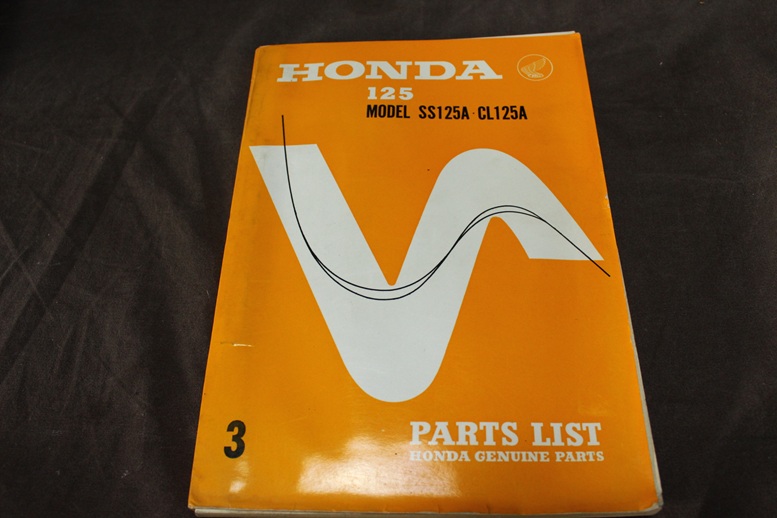 HONDA
125
MODEL SS125A·CL125A
3
PARTS LIST
HONDA GENUINE PARTS